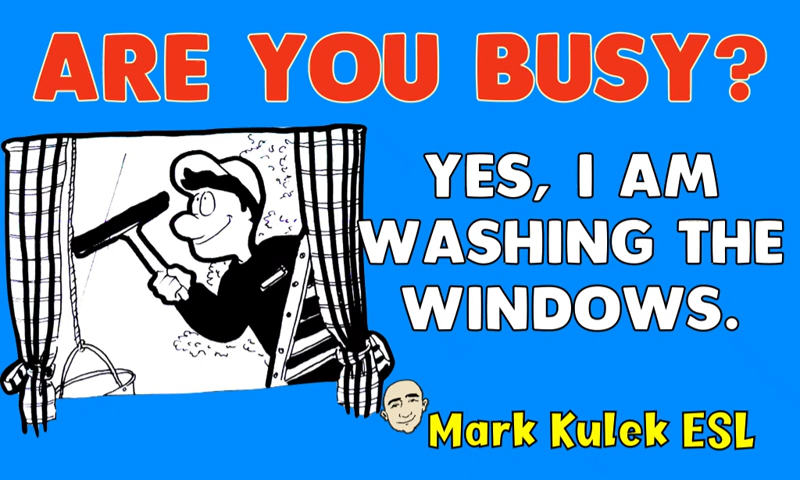 ARE YOU BUSY?
YES, I AM
WASHING THE
WINDOWS.
Mark Kulek ESL